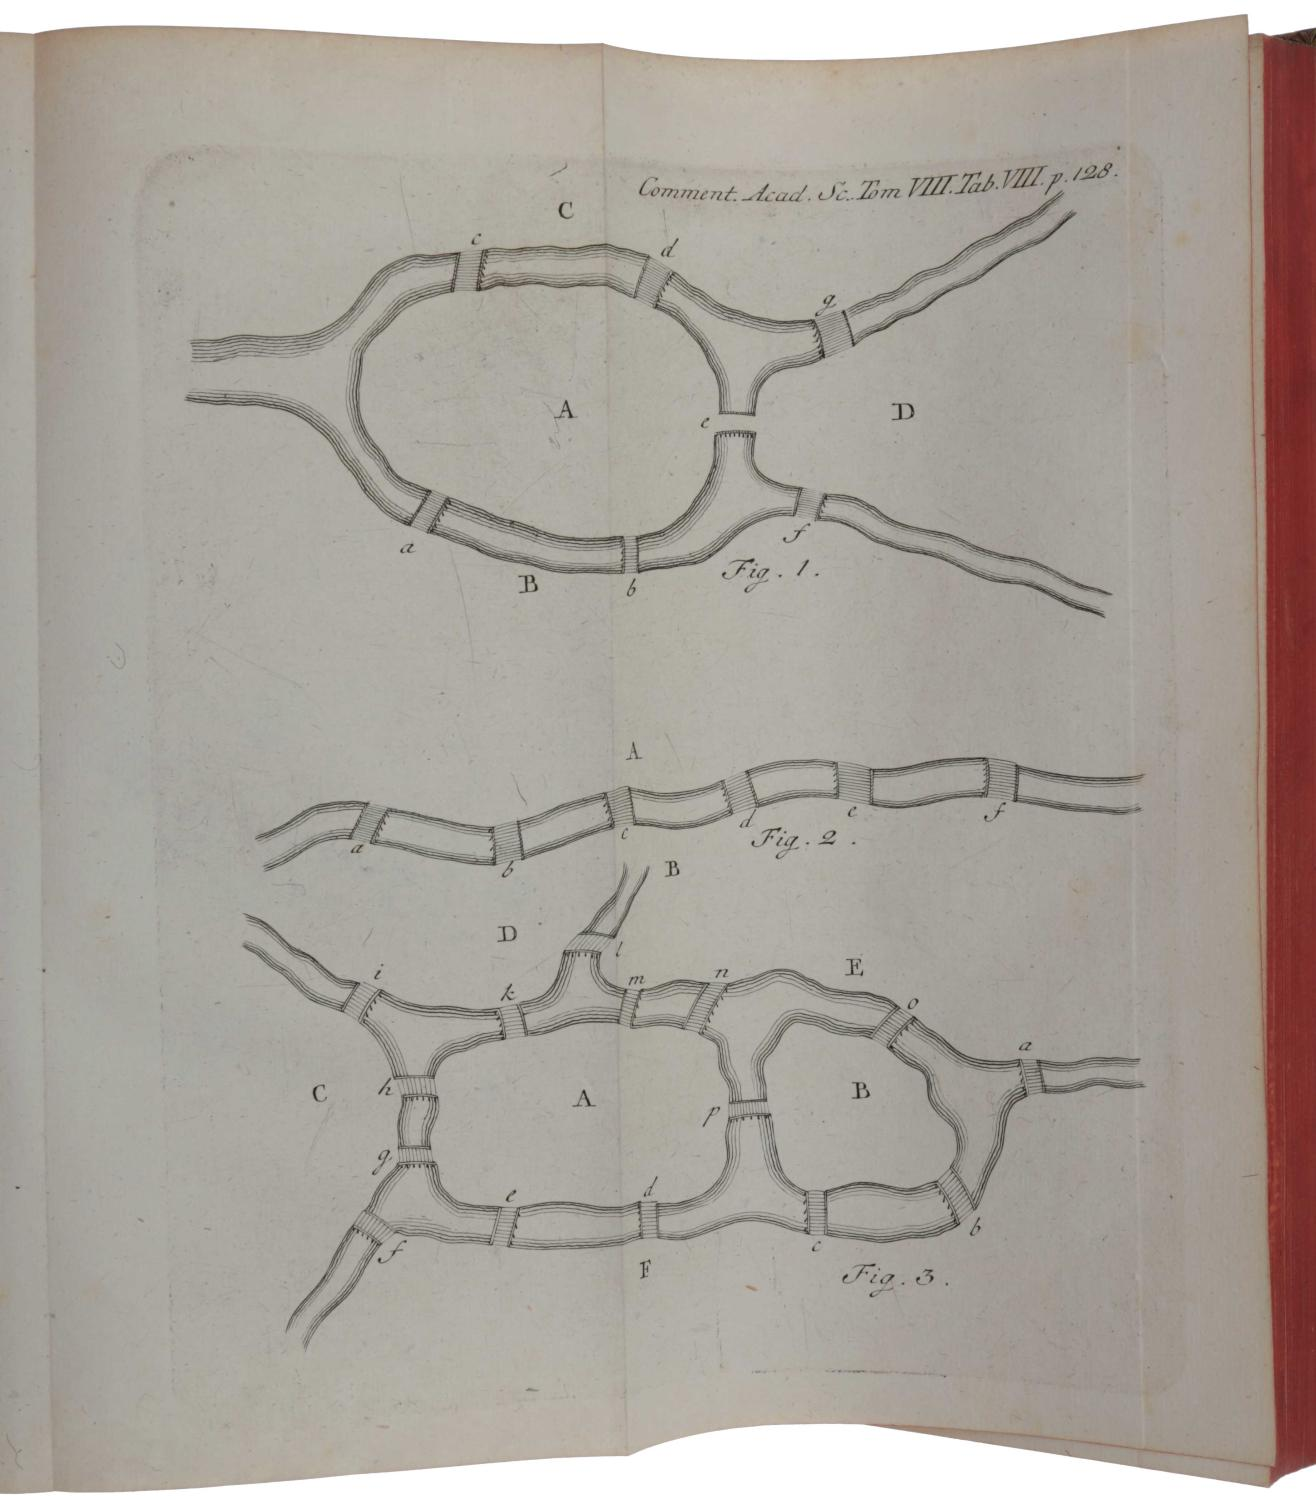 Comment. Acad. Sc. Tom VIII. Tab. VIII. p. 128.
C
c
d
g
A
e
D
a
f
B
b
Fig. 1.
A
a
b
c
d
e
f
Fig. 2.
B
D
l
i
k
m
n
E
o
a
h
C
A
p
B
g
e
d
f
c
b
F
Fig. 3.